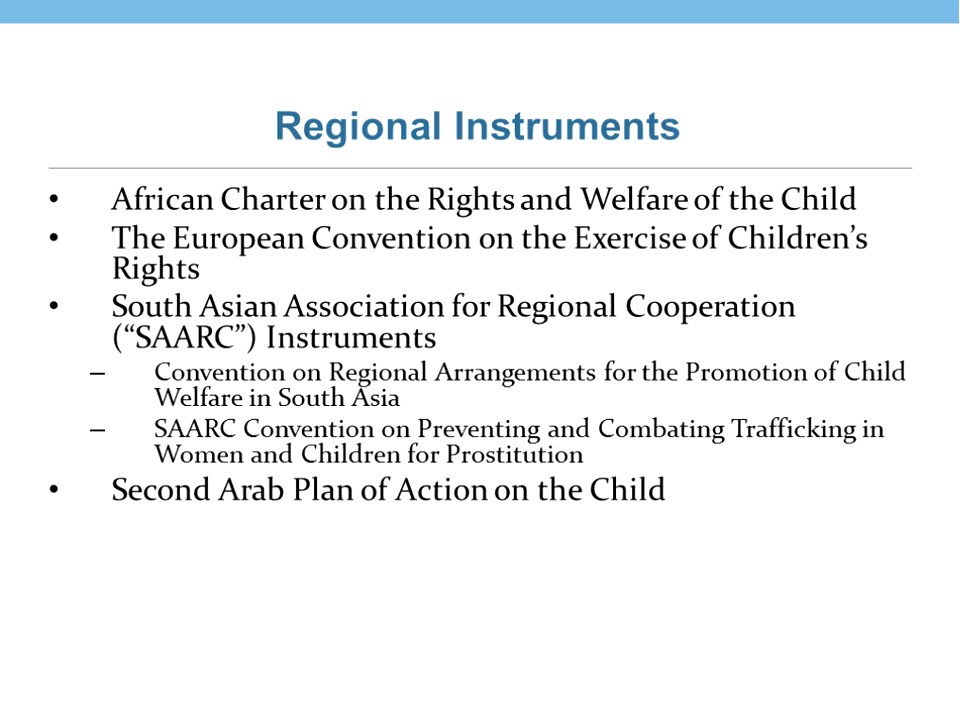 Regional Instruments
• African Charter on the Rights and Welfare of the Child
• The European Convention on the Exercise of Children’s
Rights
• South Asian Association for Regional Cooperation
(“SAARC”) Instruments
– Convention on Regional Arrangements for the Promotion of Child
Welfare in South Asia
– SAARC Convention on Preventing and Combating Trafficking in
Women and Children for Prostitution
• Second Arab Plan of Action on the Child